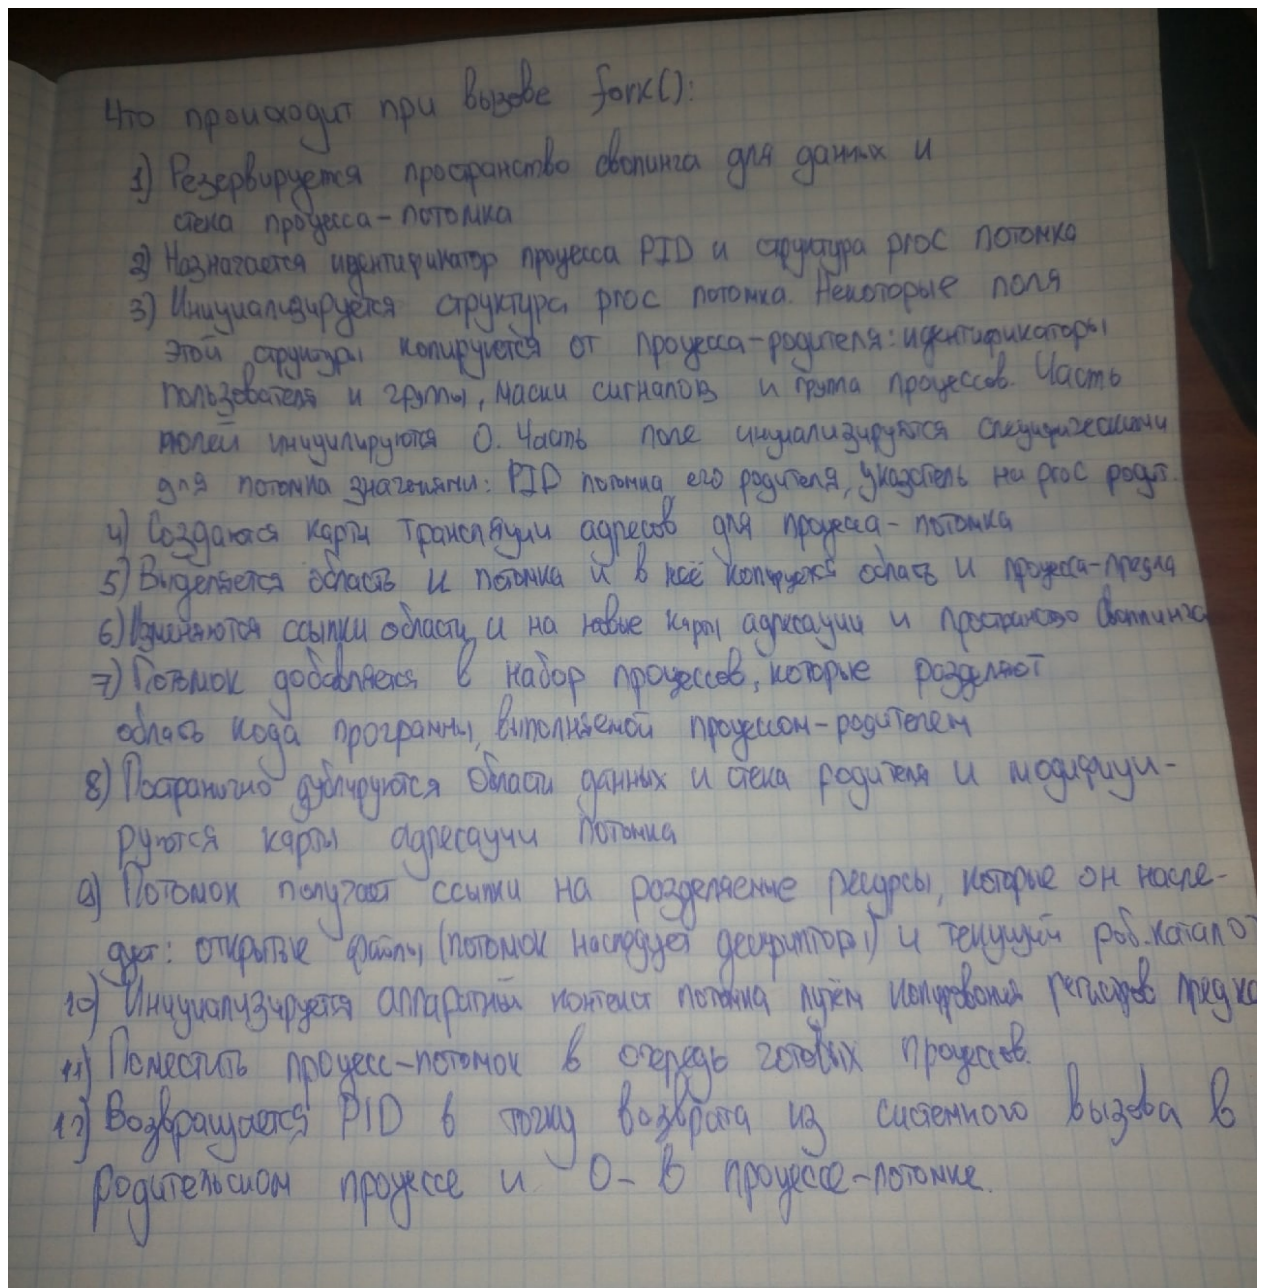 Что происходит при вызове fork():
1) Резервируется пространство свопинга для данных и
стека процесса-потомка
2) Назначается идентификатор процесса PID и структура proc потомка
3) Инициализируется структура proc потомка. Некоторые поля
этой структуры копируются от процесса-родителя: идентификаторы
пользователя и группы, маски сигналов и группа процессов. Часть
полей инициилируются 0. Часть поле инициализируются специфическими
для потомка значениями: PID потомка его родителя, указатель на proc родит.
4) Создаются карты трансляции адресов для процесса-потомка
5) Выделяется область и потомка и в неё копируется область и процесса-предка
6) Изменяются ссылки области и на новые карты адресации и пространство своппинга
7) Потомок добавляется в набор процессов, которые разделяют
область кода программы, выполняемой процессом-родителем
8) Постранично дублируются области данных и стека родителя и модифици-
руются карты адресации потомка
9) Потомок получает ссылки на разделяемые ресурсы, которые он насле-
дует: открытые файлы (потомок наследует дескрипторы) и текущий раб.катало
10) Инициализируется аппаратный контекст потомка путём копирования регистров предка
11) Поместить процесс-потомок в очередь готовых процессов.
12) Возвращается PID в точку возврата из системного вызова в
родительском процессе и 0- в процессе-потомке.